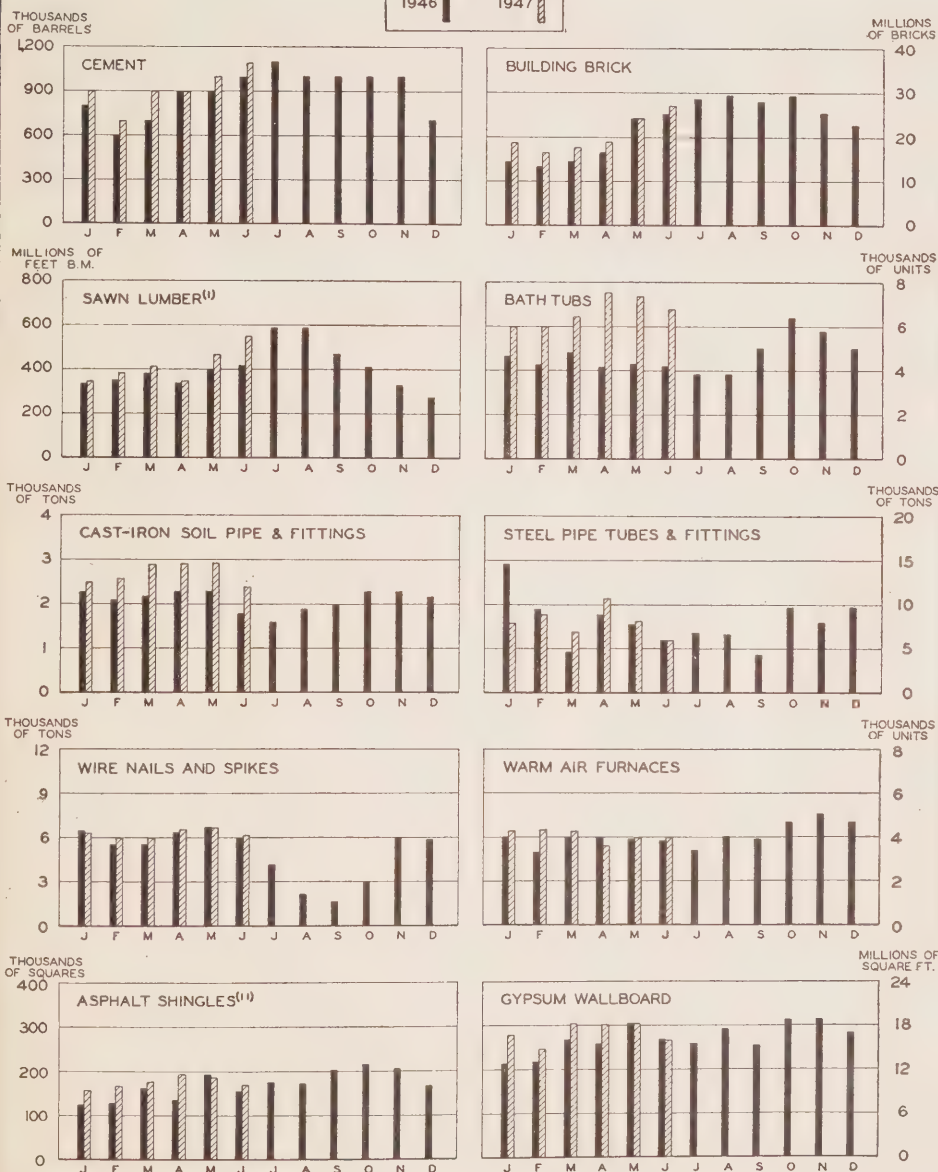 1946 1947
THOUSANDS
OF BARRELS
1,200
900
600
300
0
CEMENT
J F M A M J J A S O N D
MILLIONS
OF BRICKS
40
30
20
10
0
BUILDING BRICK
J F M A M J J A S O N D
MILLIONS OF
FEET B.M.
800
600
400
200
0
SAWN LUMBER(1)
J F M A M J J A S O N D
THOUSANDS
OF UNITS
8
6
4
2
0
BATH TUBS
J F M A M J J A S O N D
THOUSANDS
OF TONS
4
3
2
1
0
CAST-IRON SOIL PIPE & FITTINGS
J F M A M J J A S O N D
THOUSANDS
OF TONS
20
15
10
5
0
STEEL PIPE TUBES & FITTINGS
J F M A M J J A S O N D
THOUSANDS
OF TONS
12
9
6
3
0
WIRE NAILS AND SPIKES
J F M A M J J A S O N D
THOUSANDS
OF UNITS
8
6
4
2
0
WARM AIR FURNACES
J F M A M J J A S O N D
THOUSANDS
OF SQUARES
400
300
200
100
0
ASPHALT SHINGLES(11)
J F M A M J J A S O N D
MILLIONS OF
SQUARE FT.
24
18
12
6
0
GYPSUM WALLBOARD
J F M A M J J A S O N D